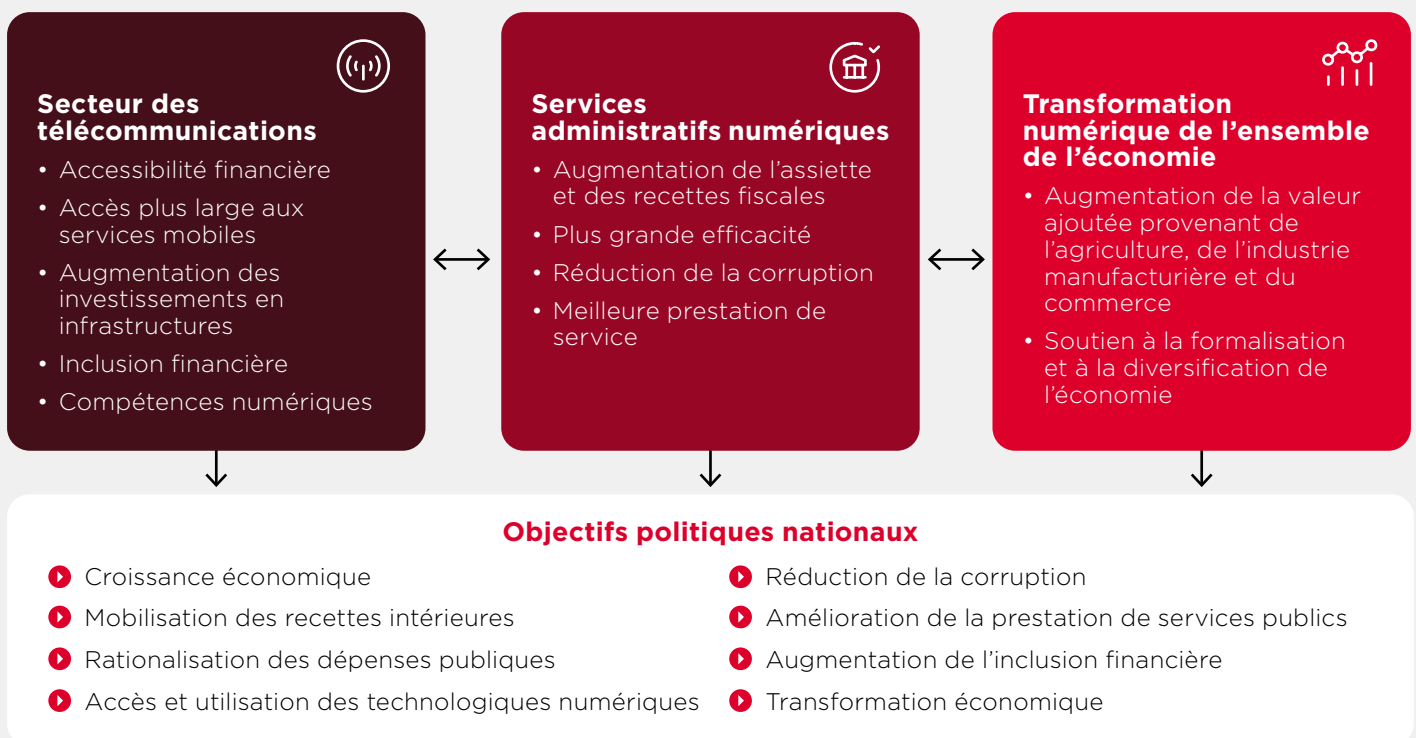 Secteur des
télécommunications
• Accessibilité financière
• Accès plus large aux
services mobiles
• Augmentation des
investissements en
infrastructures
• Inclusion financière
• Compétences numériques
Services
administratifs numériques
• Augmentation de l’assiette
et des recettes fiscales
• Plus grande efficacité
• Réduction de la corruption
• Meilleure prestation de
service
Transformation
numérique de l’ensemble
de l’économie
• Augmentation de la valeur
ajoutée provenant de
l’agriculture, de l’industrie
manufacturière et du
commerce
• Soutien à la formalisation
et à la diversification de
l’économie
Objectifs politiques nationaux
Croissance économique
Mobilisation des recettes intérieures
Rationalisation des dépenses publiques
Accès et utilisation des technologiques numériques
Réduction de la corruption
Amélioration de la prestation de services publics
Augmentation de l’inclusion financière
Transformation économique